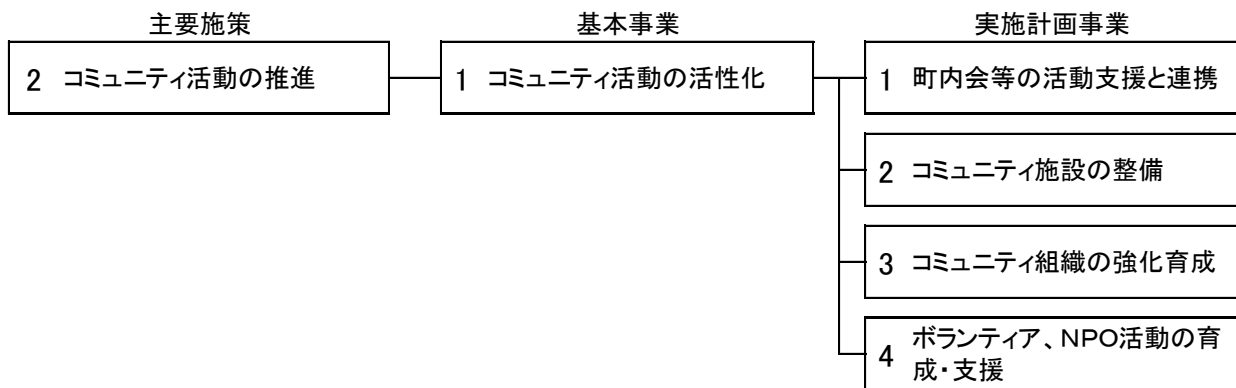 主要施策 基本事業 実施計画事業
2 コミュニティ活動の推進 1 コミュニティ活動の活性化 1 町内会等の活動支援と連携
2 コミュニティ施設の整備
3 コミュニティ組織の強化育成
4 ボランティア、NPO活動の育
成・支援